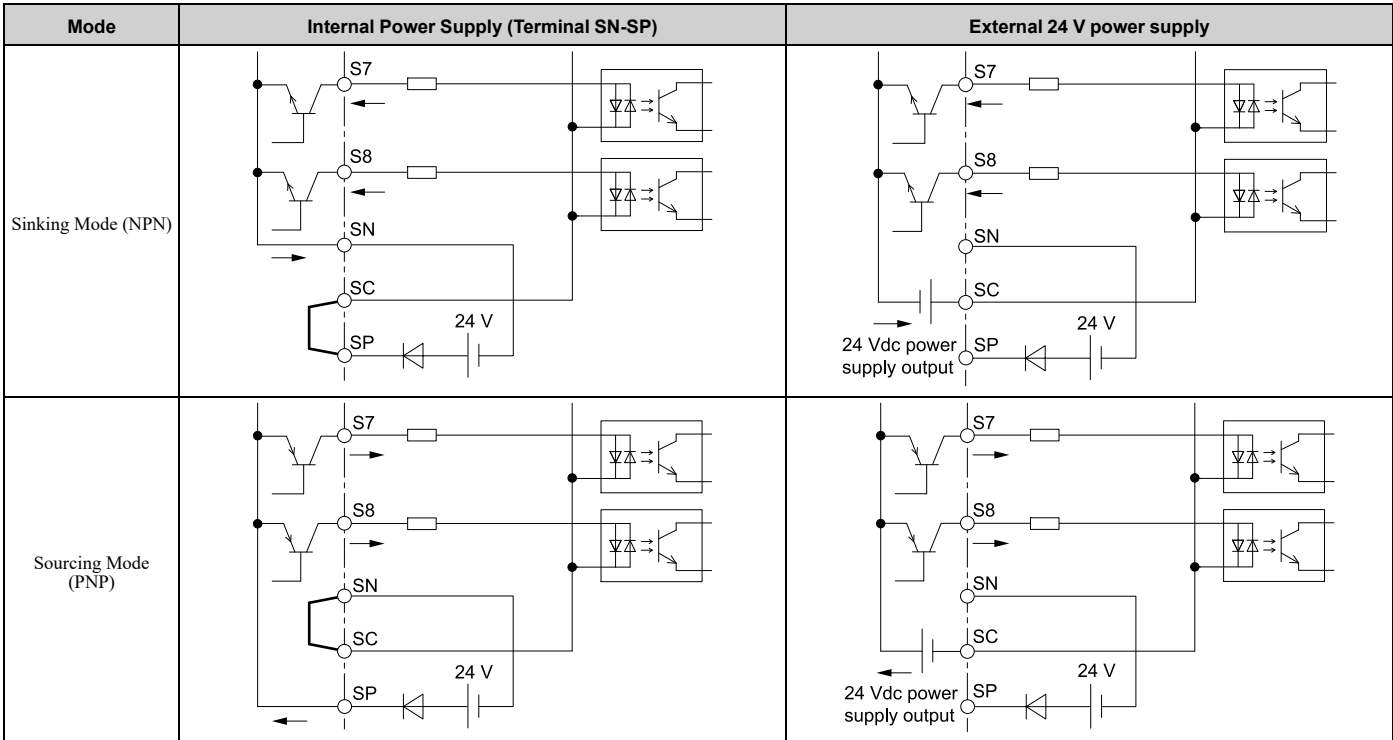 Mode
Internal Power Supply (Terminal SN-SP)
External 24 V power supply
Sinking Mode (NPN)
S7
S8
SN
SC
24 V
SP
S7
S8
SN
SC
24 V
24 Vdc power
supply output
SP
Sourcing Mode
(PNP)
S7
S8
SN
SC
24 V
SP
S7
S8
SN
SC
24 V
24 Vdc power
supply output
SP